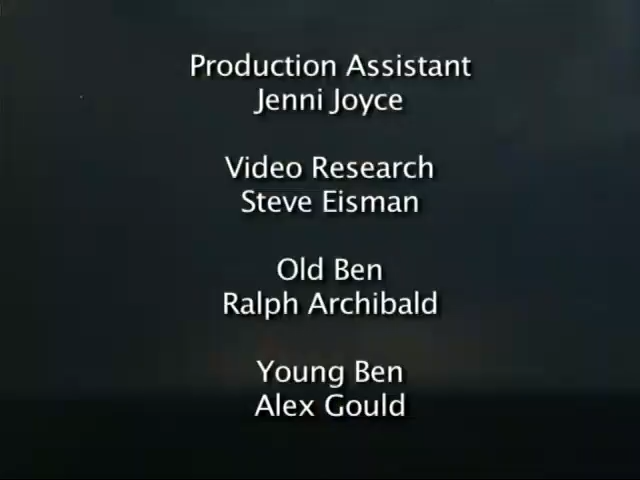 Production Assistant
Jenni Joyce
Video Research
Steve Eisman
Old Ben
Ralph Archibald
Young Ben
Alex Gould